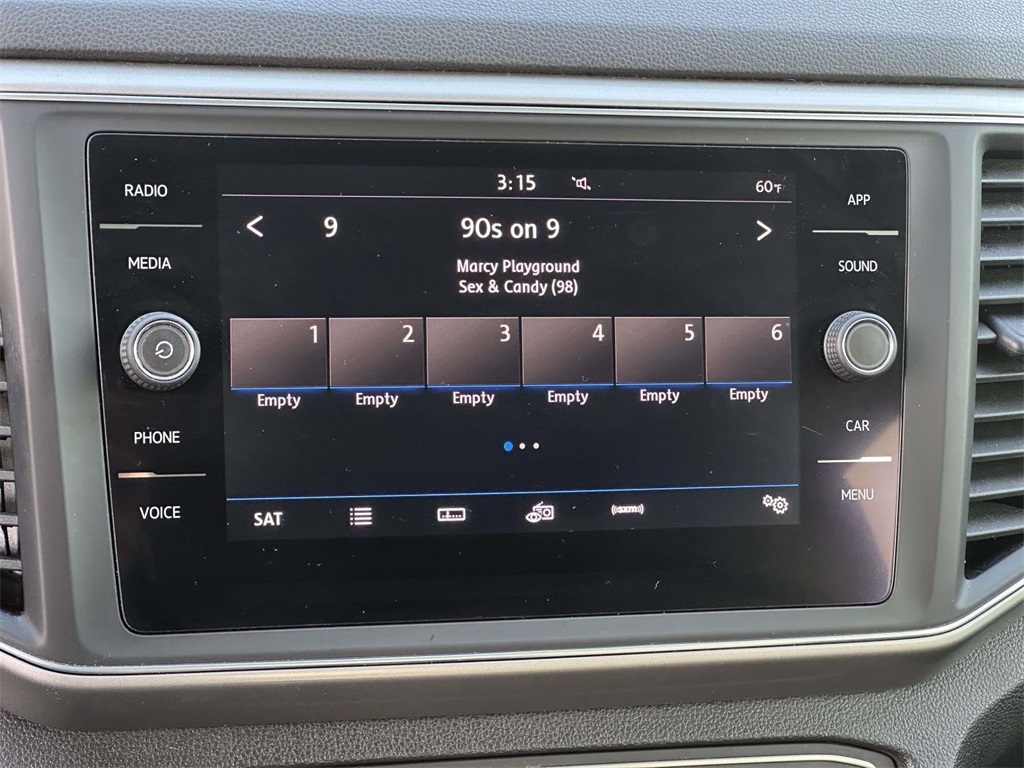 3:15 60°F
RADIO
APP
< 9 90s on 9 >
MEDIA
SOUND
Marcy Playground
Sex & Candy (98)
1 2 3 4 5 6
Empty Empty Empty Empty Empty Empty
PHONE
CAR
VOICE
MENU
SAT
((sxm))